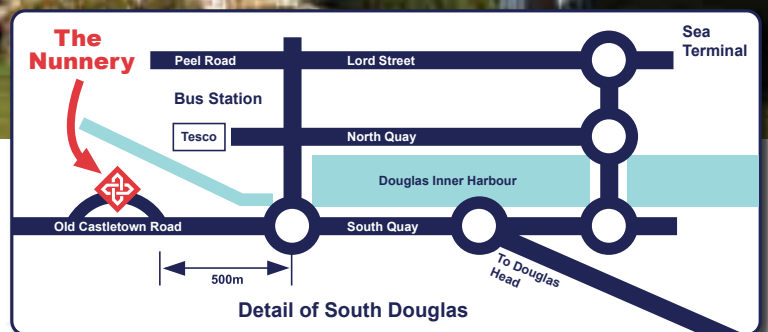 The
Nunnery
Peel Road
Lord Street
Sea
Terminal
Bus Station
Tesco
North Quay
Douglas Inner Harbour
Old Castletown Road
South Quay
To Douglas
Head
500m
Detail of South Douglas